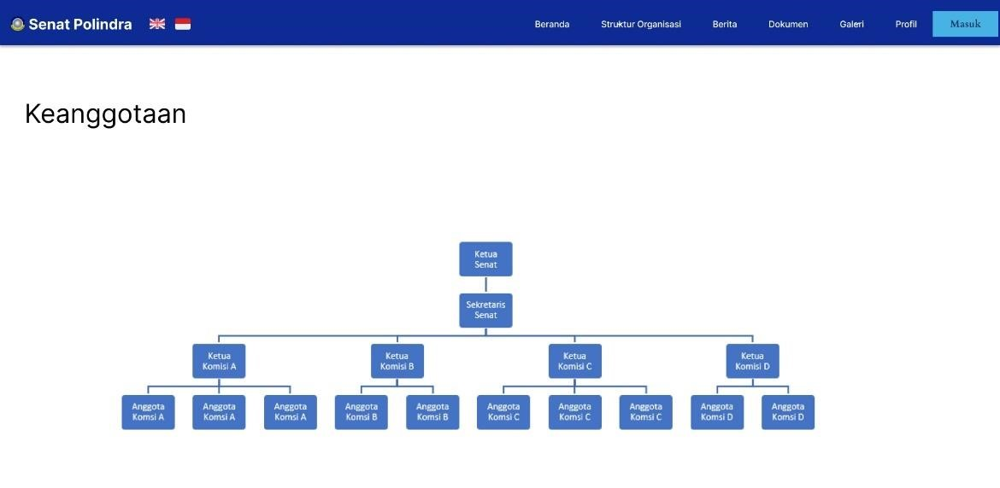 Senat Polindra
Beranda
Struktur Organisasi
Berita
Dokumen
Galeri
Profil
Masuk
Keanggotaan
Ketua
Senat
Sekretaris
Senat
Ketua
Komisi A
Ketua
Komisi B
Ketua
Komisi C
Ketua
Komisi D
Anggota
Komsi A
Anggota
Komsi A
Anggota
Komsi A
Anggota
Komsi B
Anggota
Komsi B
Anggota
Komsi C
Anggota
Komsi C
Anggota
Komsi C
Anggota
Komsi D
Anggota
Komsi D